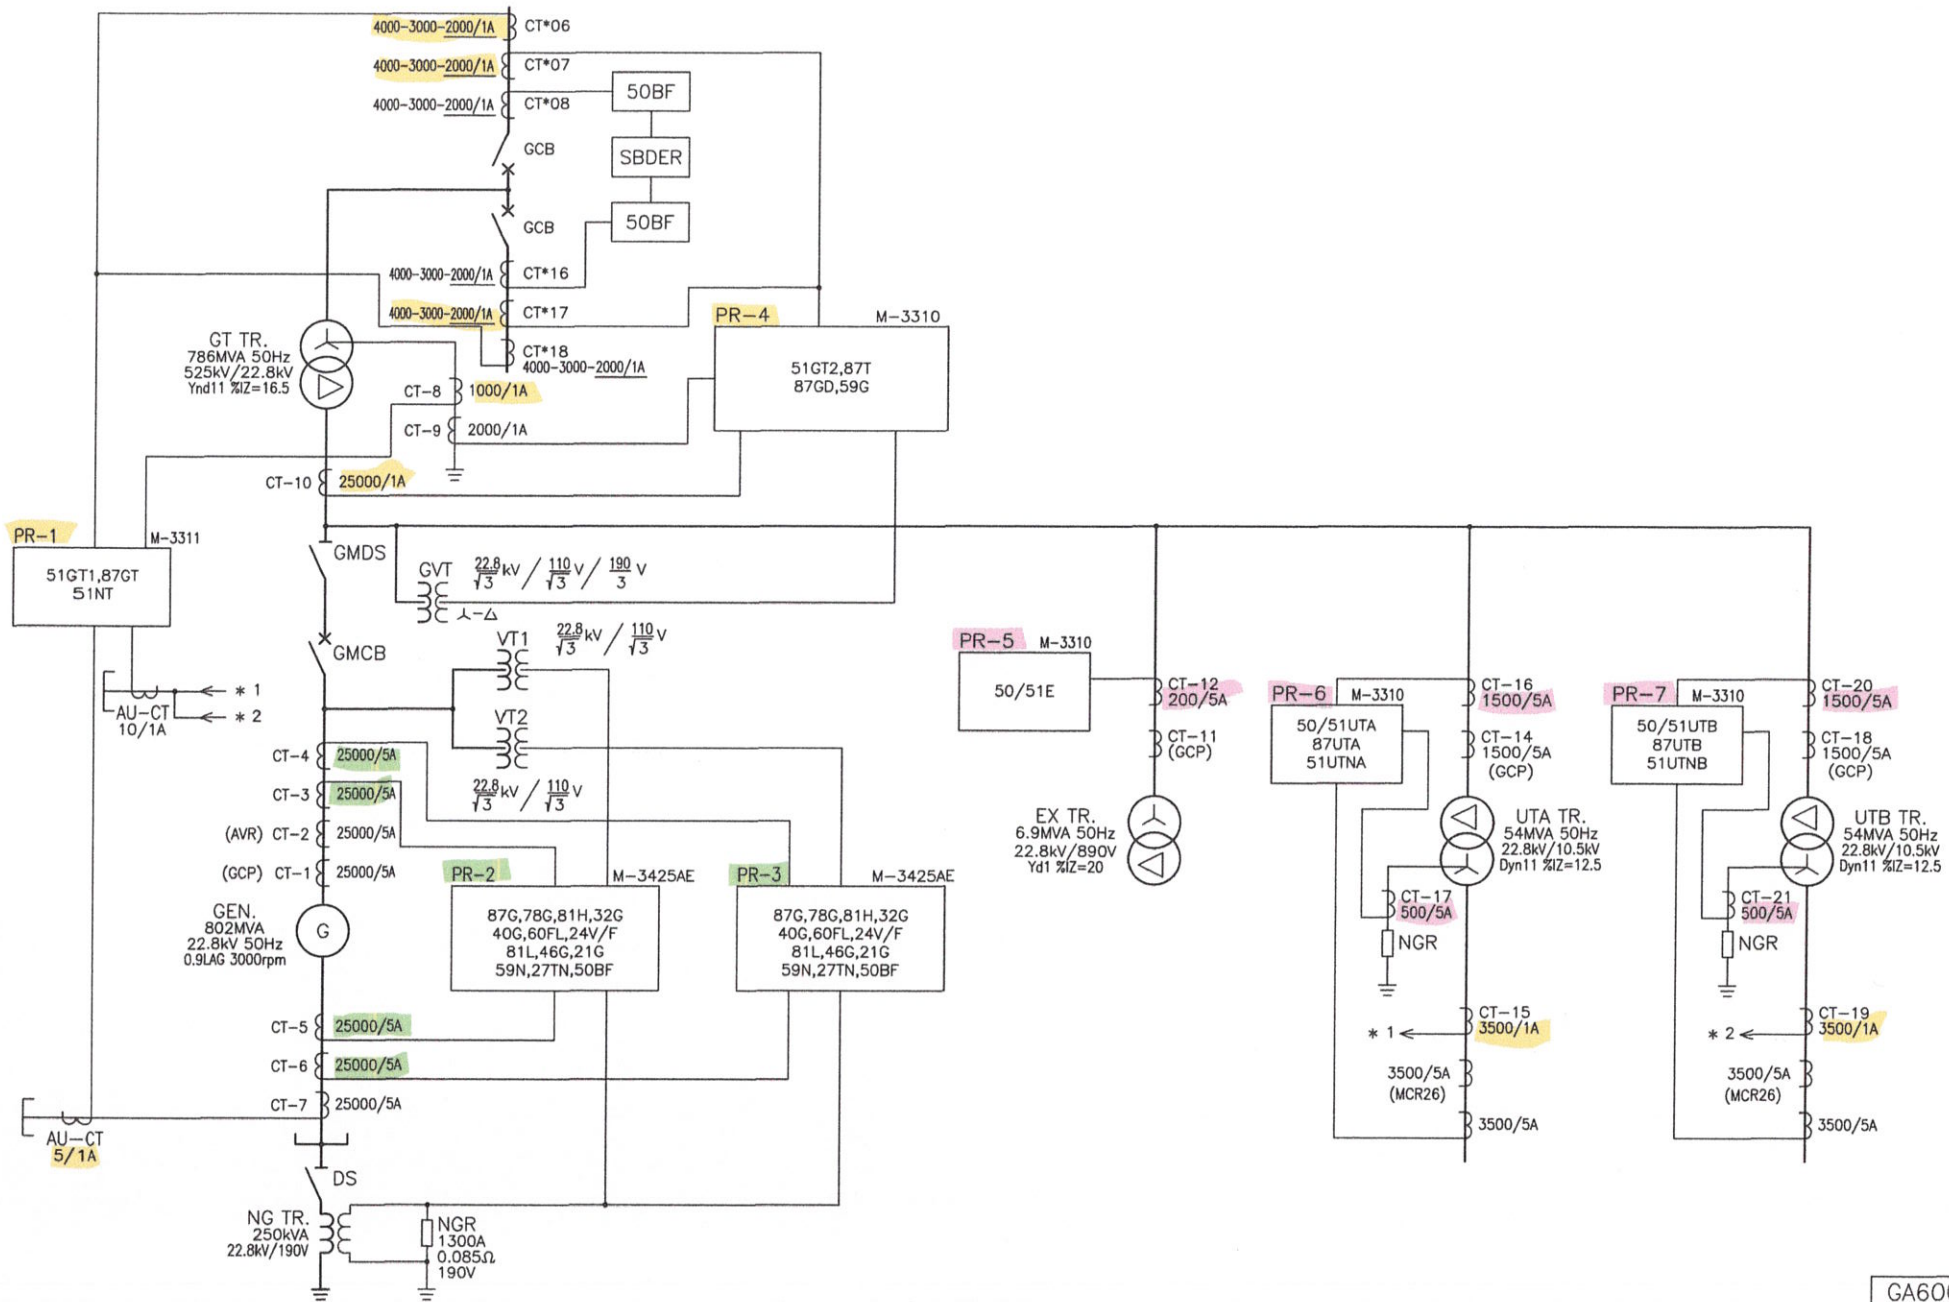 4000-3000-2000/1A CT*06
4000-3000-2000/1A CT*07
4000-3000-2000/1A CT*08
50BF
GCB
SBDER
GCB
50BF
4000-3000-2000/1A CT*16
4000-3000-2000/1A CT*17
CT*18
4000-3000-2000/1A
GT TR.
786MVA 50Hz
525kV/22.8kV
Ynd11 %IZ=16.5
CT-8 1000/1A
CT-9 2000/1A
CT-10 25000/1A
PR-4 M-3310
51GT2,87T
87GD,59G
PR-1 M-3311
51GT1,87GT
51NT
AU-CT
10/1A
* 1
* 2
GMDS
GMCB
GVT 22.8/√3 kV / 110/√3 V / 190/3 V
⅄-△
VT1 22.8/√3 kV / 110/√3 V
VT2
22.8/√3 kV / 110/√3 V
CT-4 25000/5A
CT-3 25000/5A
(AVR) CT-2 25000/5A
(GCP) CT-1 25000/5A
GEN.
802MVA
22.8kV 50Hz
0.9LAG 3000rpm
G
PR-2 M-3425AE
87G,78G,81H,32G
40G,60FL,24V/F
81L,46G,21G
59N,27TN,50BF
PR-3 M-3425AE
87G,78G,81H,32G
40G,60FL,24V/F
81L,46G,21G
59N,27TN,50BF
CT-5 25000/5A
CT-6 25000/5A
CT-7 25000/5A
AU-CT
5/1A
DS
NG TR.
250kVA
22.8kV/190V
NGR
1300A
0.085Ω
190V
PR-5 M-3310
50/51E
CT-12
200/5A
CT-11
(GCP)
EX TR.
6.9MVA 50Hz
22.8kV/890V
Yd1 %IZ=20
PR-6 M-3310
50/51UTA
87UTA
51UTNA
CT-16
1500/5A
CT-14
1500/5A
(GCP)
UTA TR.
54MVA 50Hz
22.8kV/10.5kV
Dyn11 %IZ=12.5
CT-17
500/5A
NGR
CT-15
* 1 3500/1A
3500/5A
(MCR26)
3500/5A
PR-7 M-3310
50/51UTB
87UTB
51UTNB
CT-20
1500/5A
CT-18
1500/5A
(GCP)
UTB TR.
54MVA 50Hz
22.8kV/10.5kV
Dyn11 %IZ=12.5
CT-21
500/5A
NGR
CT-19
* 2 3500/1A
3500/5A
(MCR26)
3500/5A